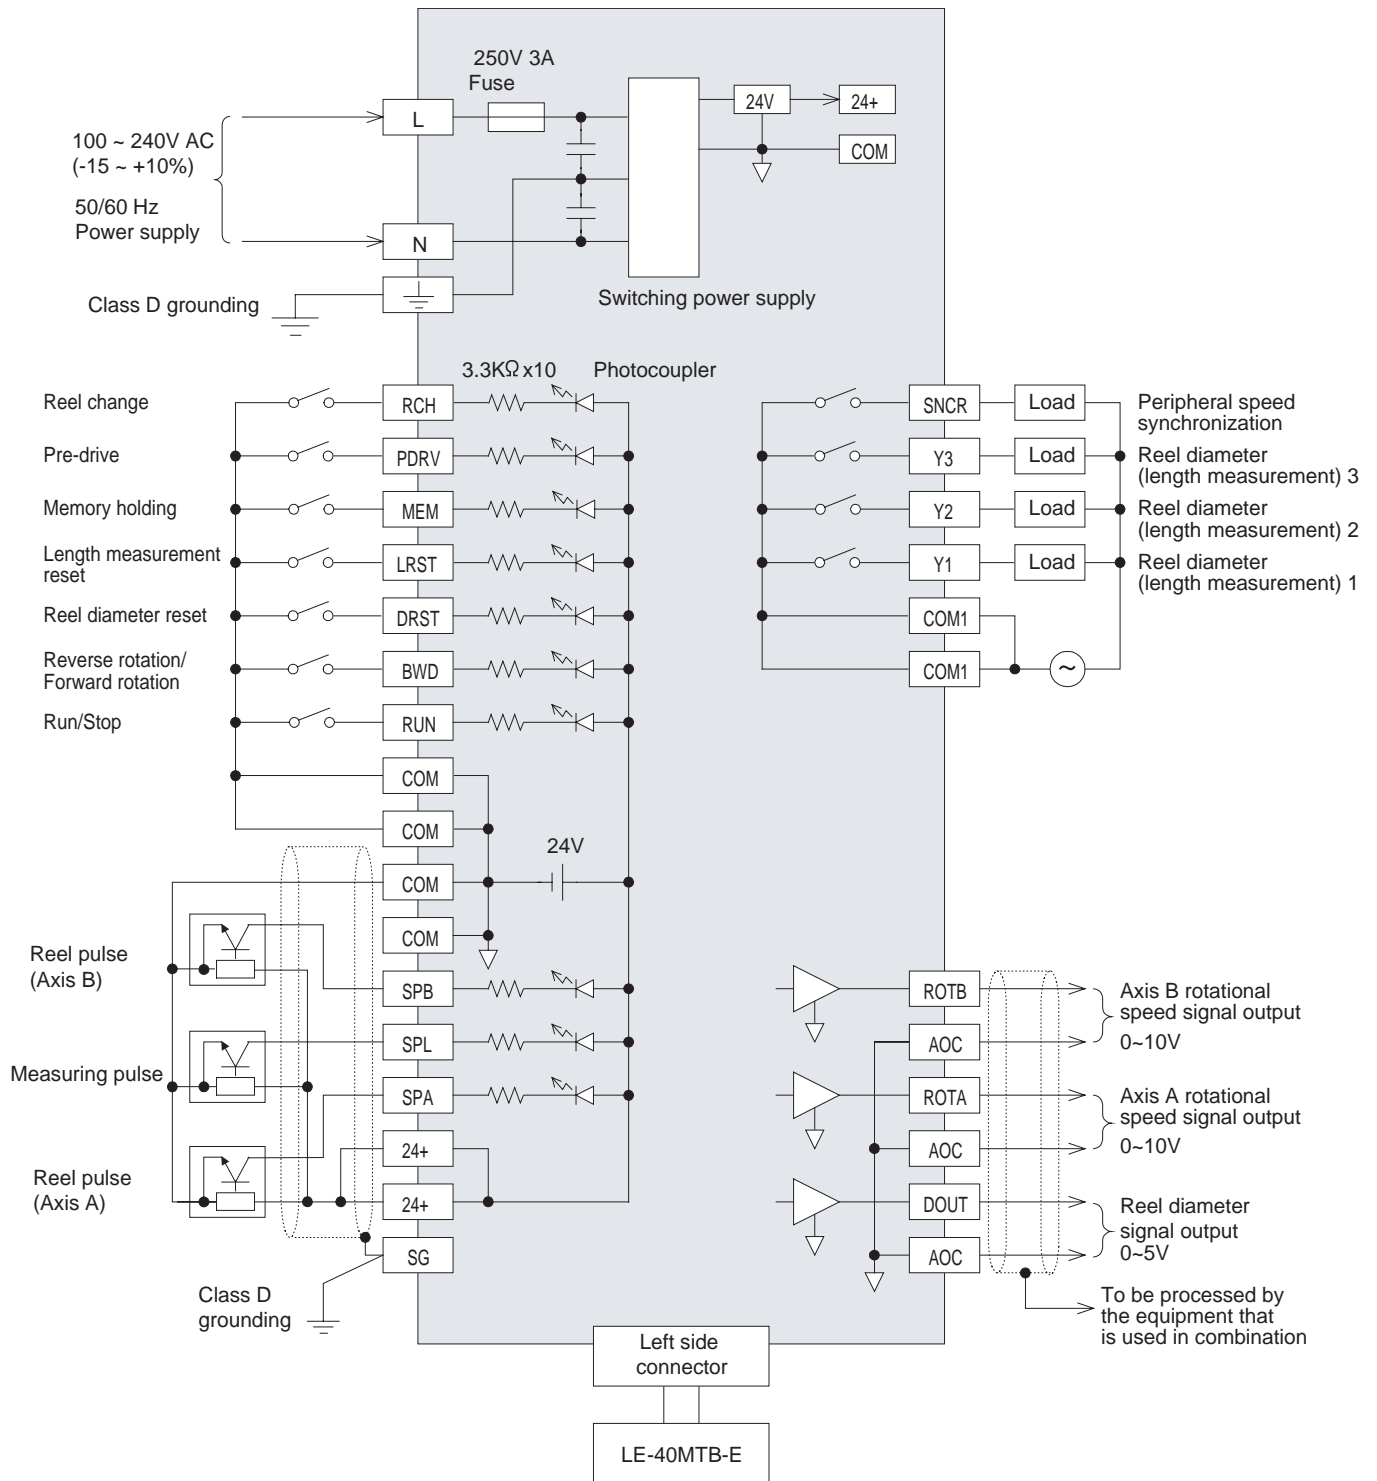 250V 3A
Fuse
L
24V
24+
COM
100 ~ 240V AC
(-15 ~ +10%)
50/60 Hz
Power supply
N
Class D grounding
Switching power supply
3.3KΩx10
Photocoupler
Reel change
RCH
Pre-drive
PDRV
Memory holding
MEM
Length measurement
reset
LRST
Reel diameter reset
DRST
Reverse rotation/
Forward rotation
BWD
Run/Stop
RUN
COM
COM
COM
COM
24V
SNCR
Load
Peripheral speed
synchronization
Y3
Load
Reel diameter
(length measurement) 3
Y2
Load
Reel diameter
(length measurement) 2
Y1
Load
Reel diameter
(length measurement) 1
COM1
COM1
~
Reel pulse
(Axis B)
SPB
Measuring pulse
SPL
SPA
24+
Reel pulse
(Axis A)
24+
SG
Class D
grounding
ROTB
Axis B rotational
speed signal output
0~10V
AOC
ROTA
Axis A rotational
speed signal output
0~10V
AOC
DOUT
Reel diameter
signal output
0~5V
AOC
To be processed by
the equipment that
is used in combination
Left side
connector
LE-40MTB-E